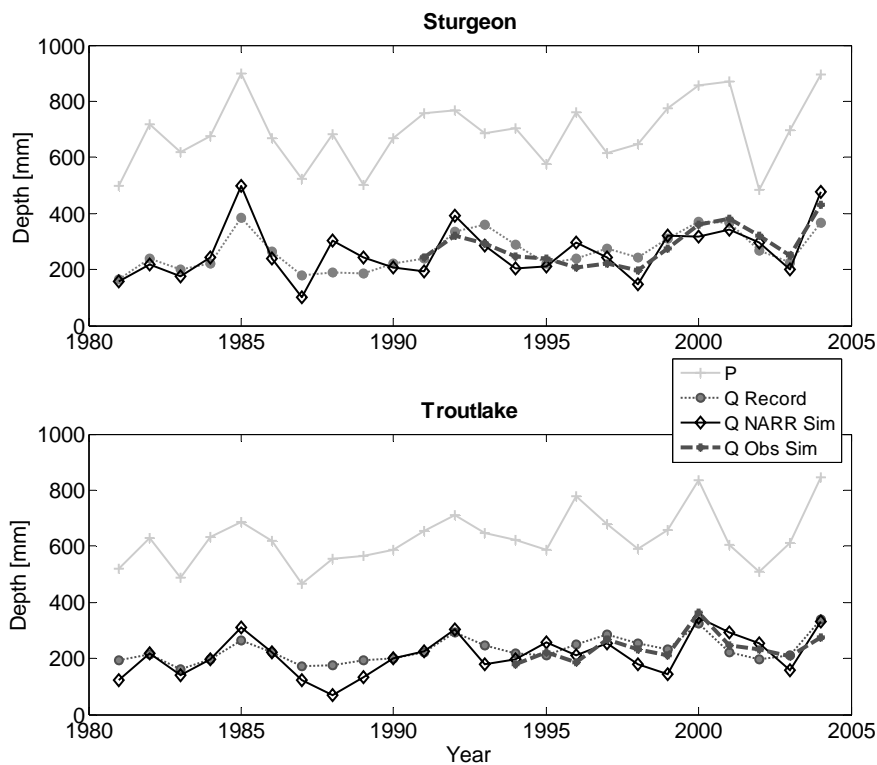 Sturgeon
1000
800
600
400
200
0
Depth [mm]
1980
1985
1990
1995
2000
2005
P
Q Record
Q NARR Sim
Q Obs Sim
Troutlake
1000
800
600
400
200
0
Depth [mm]
1980
1985
1990
1995
2000
2005
Year